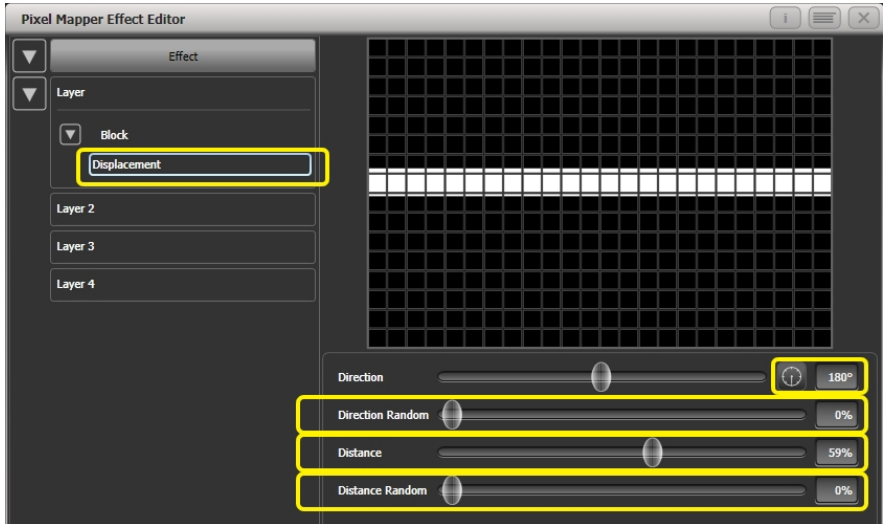 Pixel Mapper Effect Editor
i
Effect
Layer
Block
Displacement
Layer 2
Layer 3
Layer 4
Direction 180°
Direction Random 0%
Distance 59%
Distance Random 0%